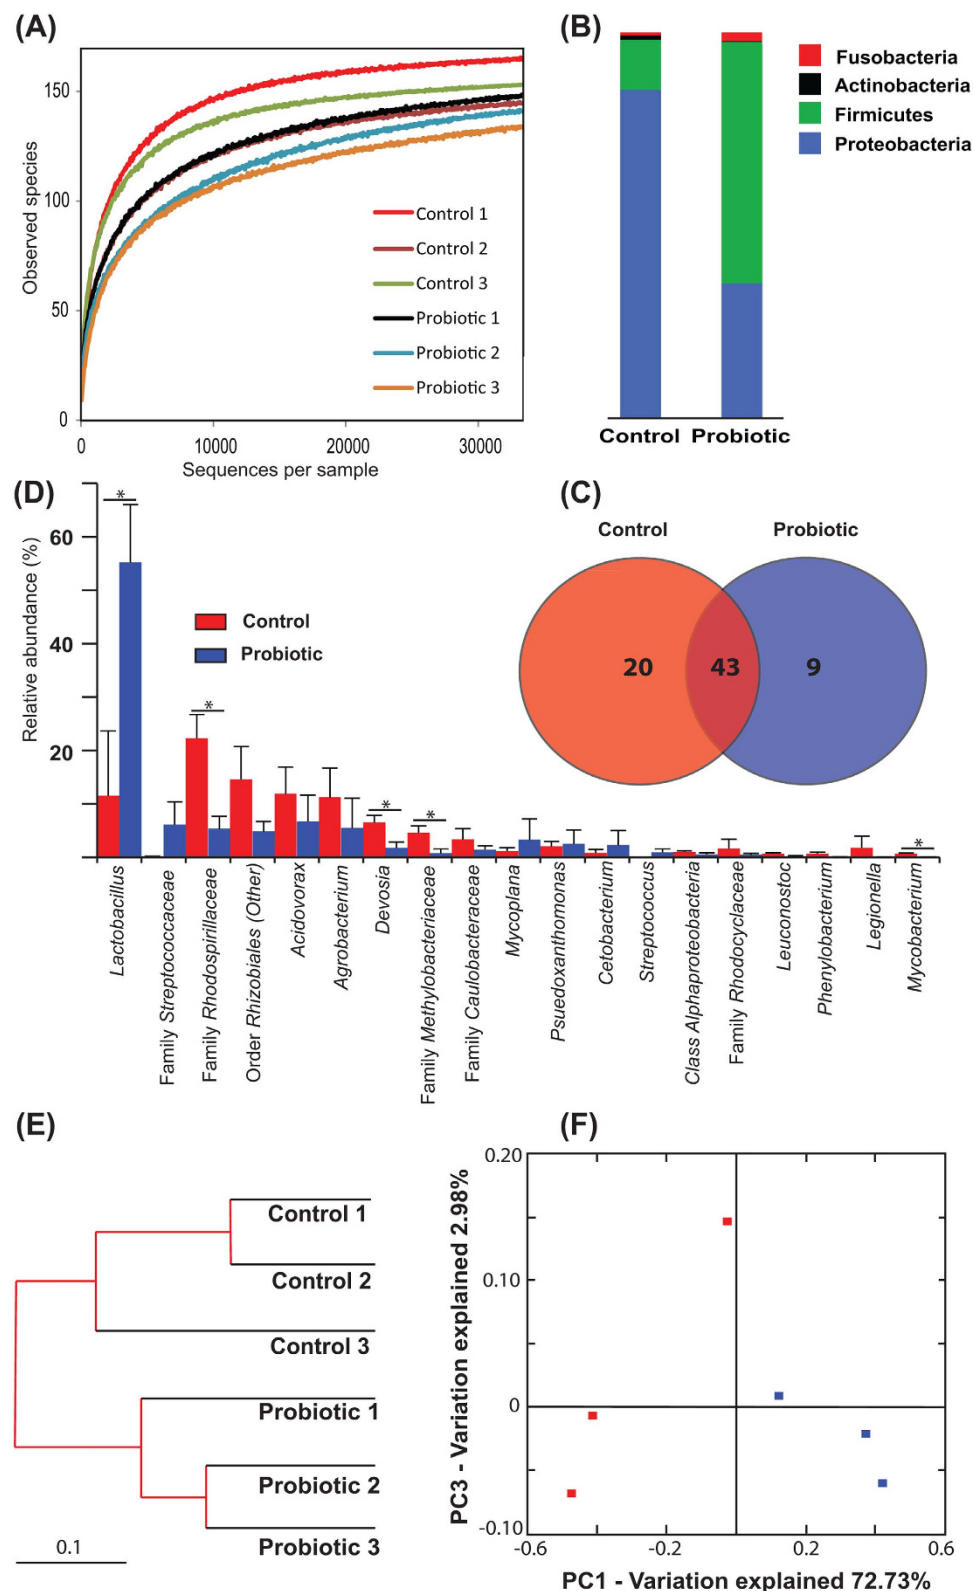 (A)
Observed species
150
100
50
0
0
10000
20000
30000
Sequences per sample
Control 1
Control 2
Control 3
Probiotic 1
Probiotic 2
Probiotic 3
(B)
Fusobacteria
Actinobacteria
Firmicutes
Proteobacteria
Control
Probiotic
(D)
Relative abundance (%)
60
40
20
*
*
*
*
*
Control
Probiotic
Lactobacillus
Family Streptococcaceae
Family Rhodospirillaceae
Order Rhizobiales (Other)
Acidovorax
Agrobacterium
Devosia
Family Methylobacteriaceae
Family Caulobacteraceae
Mycoplana
Psuedoxanthomonas
Cetobacterium
Streptococcus
Class Alphaproteobacteria
Family Rhodocyclaceae
Leuconostoc
Phenylobacterium
Legionella
Mycobacterium
(C)
Control
Probiotic
20
43
9
(E)
Control 1
Control 2
Control 3
Probiotic 1
Probiotic 2
Probiotic 3
0.1
(F)
PC3 - Variation explained 2.98%
0.20
0.10
0
-0.10
-0.6
-0.2
0.2
0.6
PC1 - Variation explained 72.73%